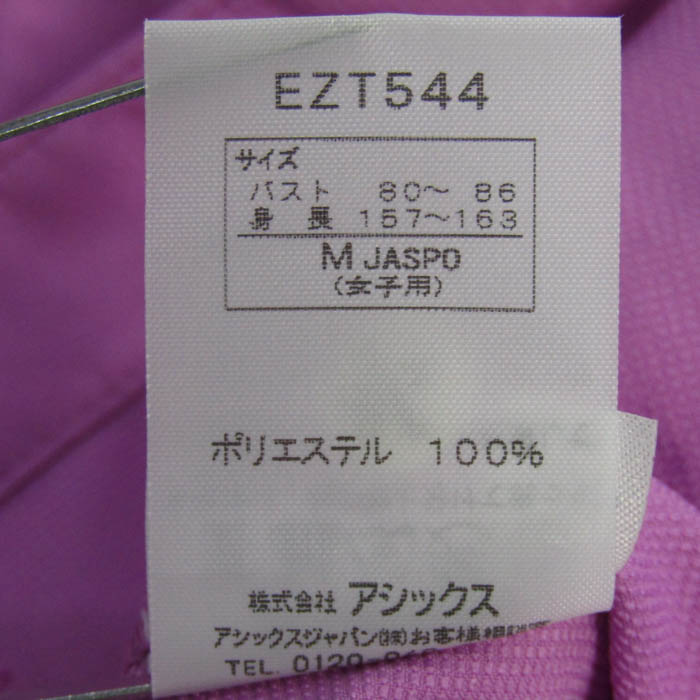 EZT544
サイズ
バスト 80～ 86
身長 157～163
M JASPO
(女子用)
ポリエステル 100%
株式会社 アシックス
アシックスジャパン(株)お客様相談室
TEL. 0120-